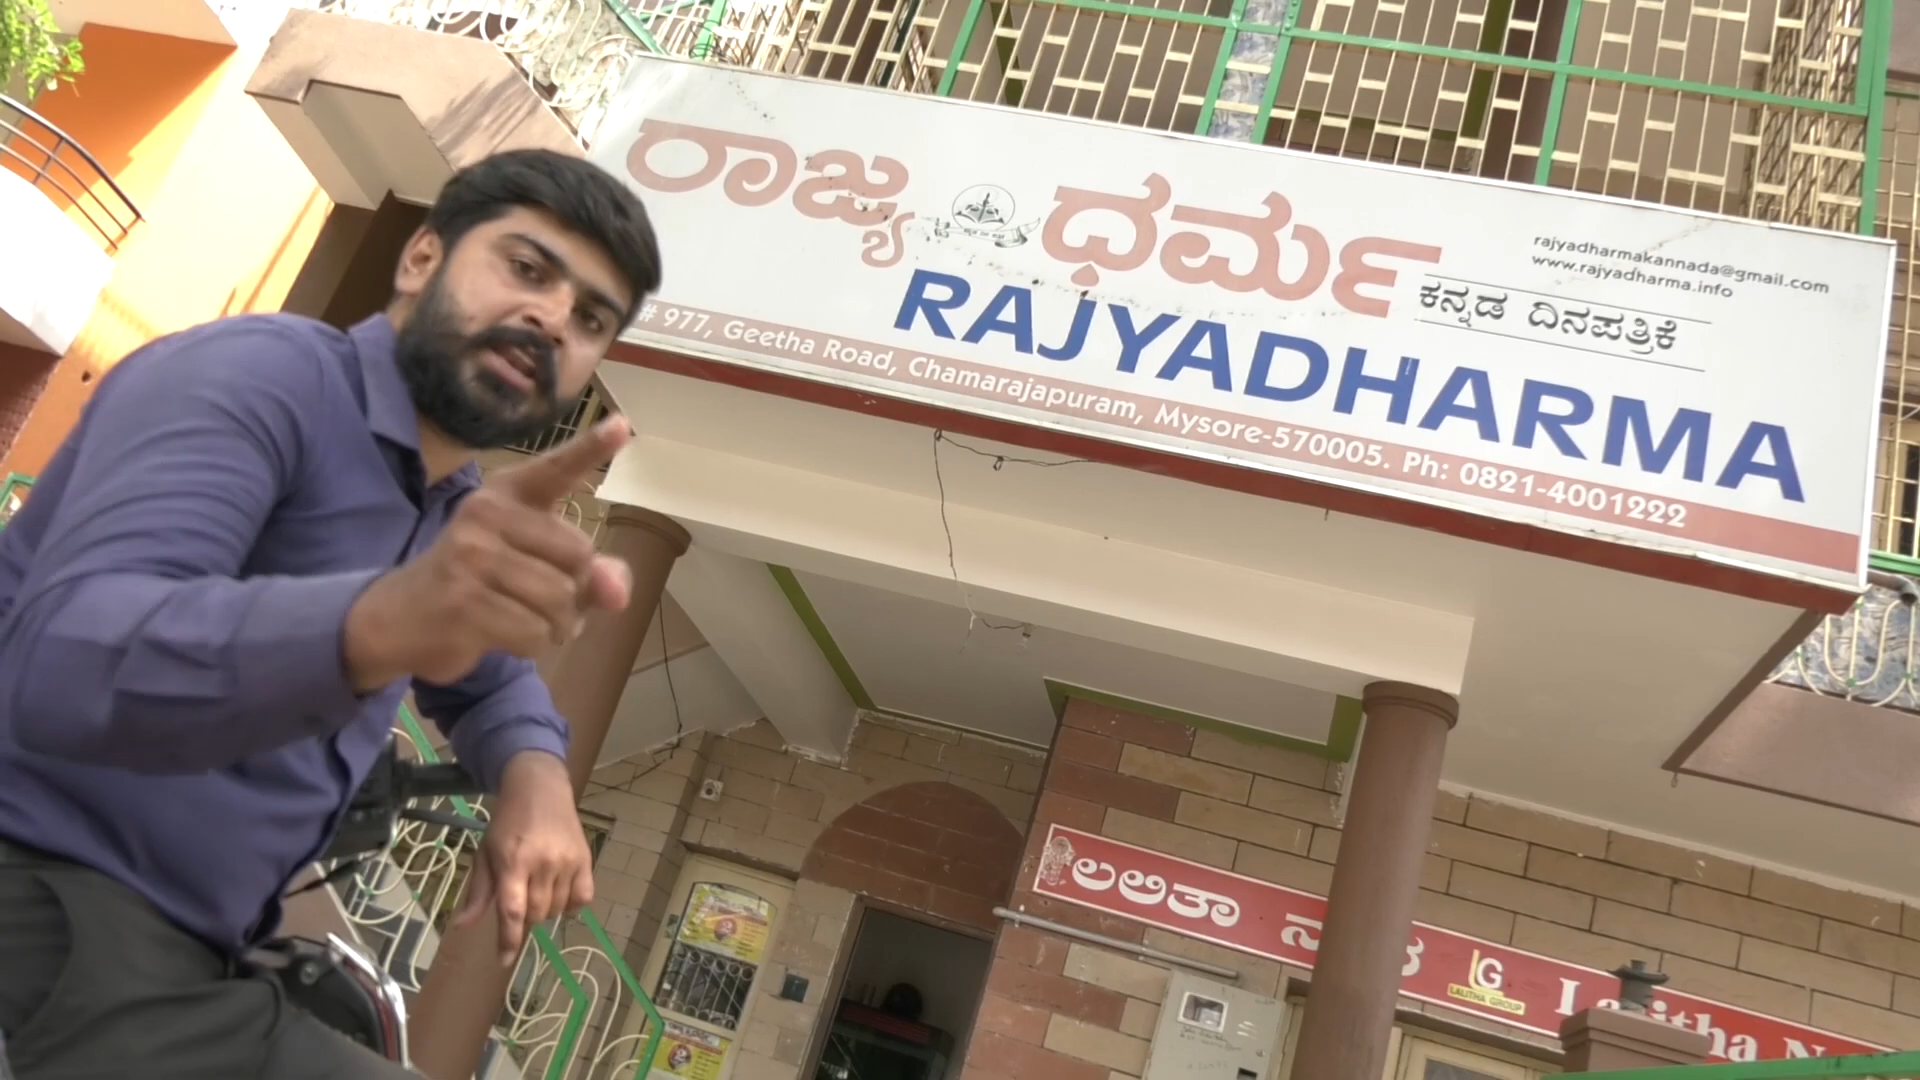 ರಾಜ್ಯ ಧರ್ಮ
rajyadharmakannada@gmail.com
www.rajyadharma.info
ಕನ್ನಡ ದಿನಪತ್ರಿಕೆ
RAJYADHARMA
# 977, Geetha Road, Chamarajapuram, Mysore-570005. Ph: 0821-4001222
ಲಲಿತಾ
LG
LALITHA GROUP
Lalitha